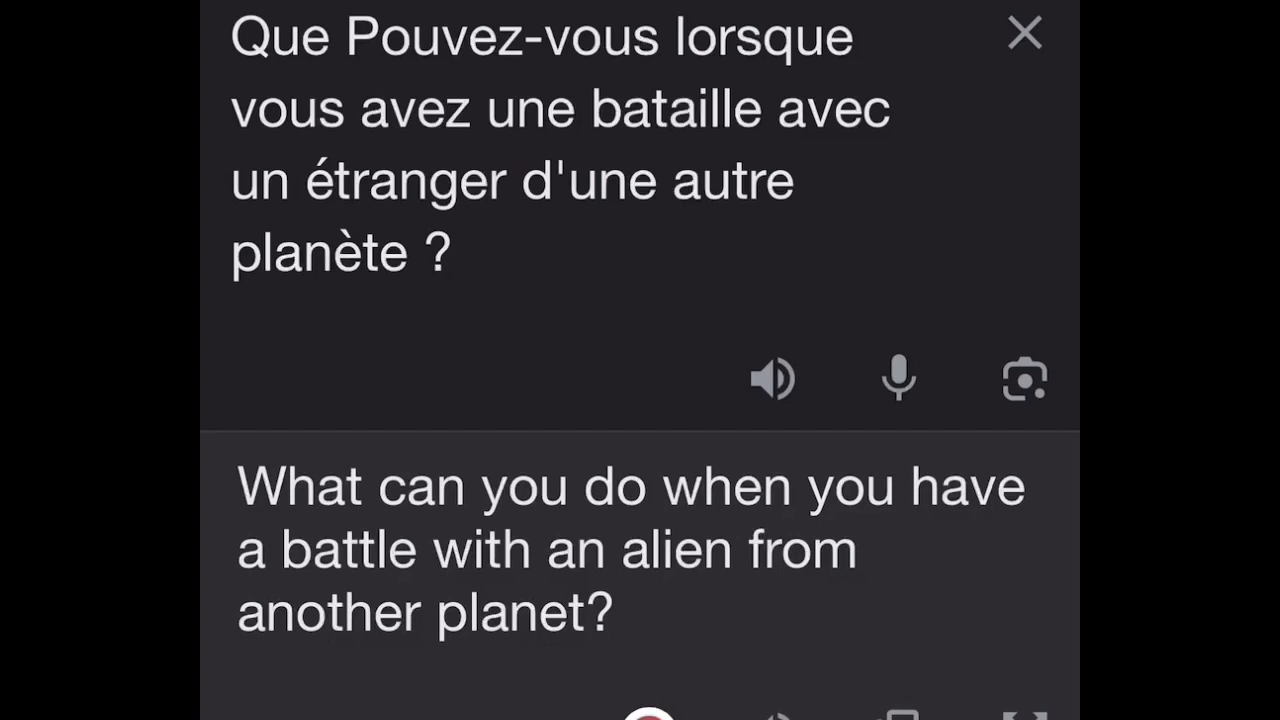 Que Pouvez-vous lorsque
vous avez une bataille avec
un étranger d'une autre
planète ?
What can you do when you have
a battle with an alien from
another planet?